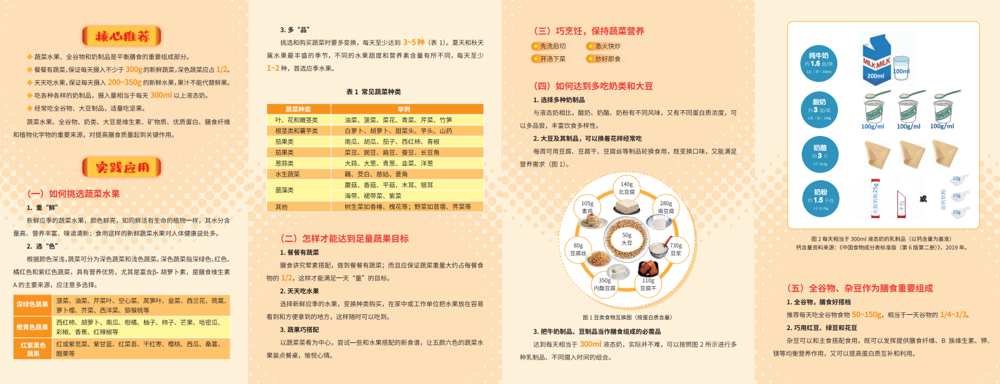 核心推荐
◆ 蔬菜水果、全谷物和奶制品是平衡膳食的重要组成部分。
◆ 餐餐有蔬菜,保证每天摄入不少于 300g 的新鲜蔬菜,深色蔬菜应占 1/2。
◆ 天天吃水果,保证每天摄入 200~350g 的新鲜水果,果汁不能代替鲜果。
◆ 吃各种各样的奶制品，摄入量相当于每天 300ml 以上液态奶。
◆ 经常吃全谷物、大豆制品，适量吃坚果。
蔬菜水果、全谷物、奶类、大豆是维生素、矿物质、优质蛋白、膳食纤维
和植物化学物的重要来源，对提高膳食质量起到关键作用。
实践应用
（一）如何挑选蔬菜水果
1. 重“鲜”
新鲜应季的蔬菜水果，颜色鲜亮，如同鲜活有生命的植物一样，其水分含
量高、营养丰富、味道清新；食用这样的新鲜蔬菜水果对人体健康益处多。
2. 选“色”
根据颜色深浅,蔬菜可分为深色蔬菜和浅色蔬菜。深色蔬菜指深绿色、红色、
橘红色和紫红色蔬菜，具有营养优势，尤其是富含β- 胡萝卜素，是膳食维生素
A 的主要来源，应注意多选择。
深绿色蔬果
菠菜、油菜、芹菜叶、空心菜、莴笋叶、韭菜、西兰花、茼蒿、
萝卜缨、芥菜、西洋菜、猕猴桃等
橙黄色蔬果
西红柿、胡萝卜、南瓜、柑橘、柚子、柿子、芒果、哈密瓜、
彩椒、香蕉、红辣椒等
红紫黑色
蔬果
红或紫苋菜、紫甘蓝、红菜苔、干红枣、樱桃、西瓜、桑葚、
醋栗等
3. 多“品”
挑选和购买蔬菜时要多变换，每天至少达到 3~5 种（表 1）。夏天和秋天
属水果最丰盛的季节，不同的水果甜度和营养素含量有所不同，每天至少
1~2 种，首选应季水果。
表 1 常见蔬菜种类
蔬菜种类 举例
叶、花和嫩茎类 油菜、菠菜、菜花、青菜、芹菜、竹笋
根茎类和薯芋类 白萝卜、胡萝卜、甜菜头、芋头、山药
茄果类 南瓜、胡瓜、茄子、西红柿、青椒
茄果类 菜豆、豌豆、扁豆、蚕豆、长豆角
葱蒜类 大蒜、大葱、青葱、韭菜、洋葱
水生蔬菜 藕、茭白、慈姑、菱角
菌藻类 蘑菇、香菇、平菇、木耳、银耳
海带、裙带菜、紫菜
其他 树生菜如香椿、槐花等；野菜如苜蓿、荠菜等
（二）怎样才能达到足量蔬果目标
1. 餐餐有蔬菜
膳食讲究荤素搭配，做到餐餐有蔬菜；而且应保证蔬菜重量大约占每餐食
物的 1/2，这样才能满足一天“量”的目标。
2. 天天吃水果
选择新鲜应季的水果，变换种类购买，在家中或工作单位把水果放在容易
看到和方便拿到的地方，这样随时可以吃到。
3. 蔬果巧搭配
以蔬菜菜肴为中心，尝试一些和水果搭配的新食谱，让五颜六色的蔬菜水
果装点餐桌，愉悦心情。
（三）巧烹饪，保持蔬菜营养
先洗后切 急火快炒
开汤下菜 炒好即食
（四）如何达到多吃奶类和大豆
1. 选择多种奶制品
与液态奶相比，酸奶、奶酪、奶粉有不同风味，又有不同蛋白质浓度，可
以多品尝，丰富饮食多样性。
2. 大豆及其制品，可以换着花样经常吃
每周可用豆腐、豆腐干、豆腐丝等制品轮换食用，既变换口味，又能满足
营养需求（图 1）。
140g
北豆腐
105g
素鸡
280g
南豆腐
50g
大豆
80g
豆腐丝
730g
豆浆
350g
内酯豆腐
110g
豆腐干
图 1 豆类食物互换图（按蛋白质含量）
3. 把牛奶制品、豆制品当作膳食组成的必需品
达到每天相当于 300ml 液态奶，实际并不难，可以按照图 2 所示进行多
种乳制品、不同摄入时间的组合。
纯牛奶
约 1.5 盒/袋
1盒（袋）200ml
MILK MILK
200ml
100ml
酸奶
约 3 盒/袋
1盒（袋）100g
100g/ml
100g/ml
100g/ml
奶酪
约 3 片
1片 16.6g
奶粉
约 1.5 小包
1小包 25g
全脂奶粉25g
半包
或
高钙奶粉
10g
10g
10g
图 2 每天相当于 300ml 液态奶的乳制品（以钙含量为基准）
钙含量资料来源：《中国食物成分表标准版（第 6 版第二册）》，2019 年。
（五）全谷物、杂豆作为膳食重要组成
1. 全谷物，膳食好搭档
推荐每天吃全谷物食物 50~150g，相当于一天谷物的 1/4~1/3。
2. 巧用红豆、绿豆和花豆
杂豆可以和主食搭配食用，既可以发挥提供膳食纤维、B 族维生素、钾、
镁等均衡营养作用，又可以提高蛋白质互补和利用。